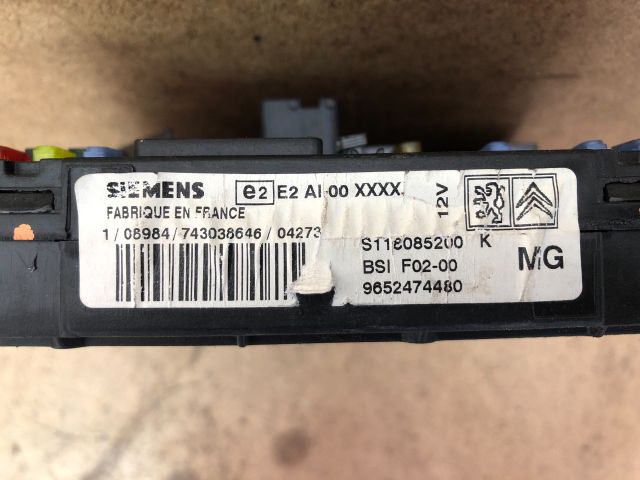 SIEMENS e2 E2 AI 00 XXXX
FABRIQUE EN FRANCE
1/08984/743038646/04273
12V
S118085200 K
BSI F02-00
9652474480
MG